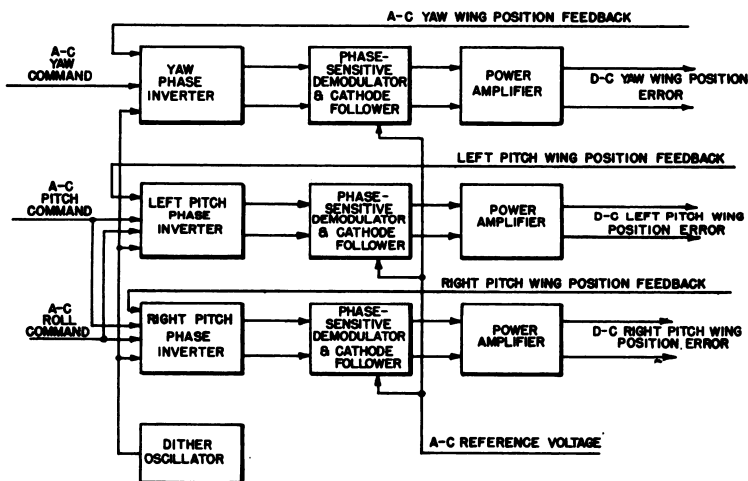 A-C YAW WING POSITION FEEDBACK
A-C
YAW
COMMAND
YAW
PHASE
INVERTER
PHASE-
SENSITIVE
DEMODULATOR
& CATHODE
FOLLOWER
POWER
AMPLIFIER
D-C YAW WING POSITION
ERROR
LEFT PITCH WING POSITION FEEDBACK
A-C
PITCH
COMMAND
LEFT PITCH
PHASE
INVERTER
PHASE-
SENSITIVE
DEMODULATOR
& CATHODE
FOLLOWER
POWER
AMPLIFIER
D-C LEFT PITCH WING
POSITION ERROR
RIGHT PITCH WING POSITION FEEDBACK
A-C
ROLL
COMMAND
RIGHT PITCH
PHASE
INVERTER
PHASE-
SENSITIVE
DEMODULATOR
& CATHODE
FOLLOWER
POWER
AMPLIFIER
D-C RIGHT PITCH WING
POSITION ERROR
DITHER
OSCILLATOR
A-C REFERENCE VOLTAGE